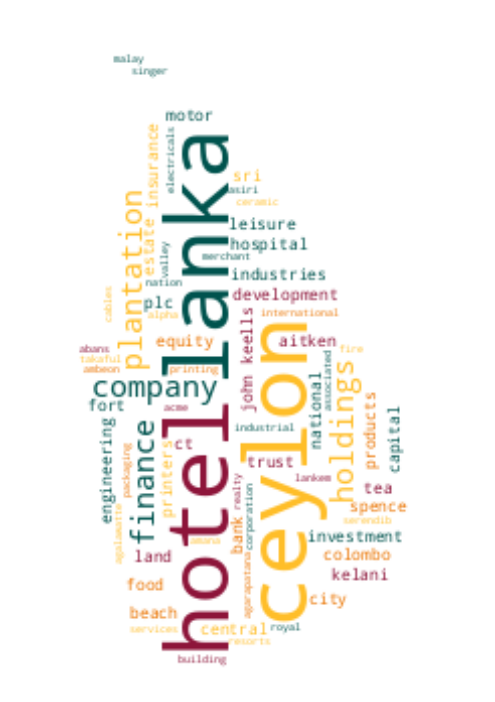 malay
singer
motor
electricals
insurance
lanka
sri
asiri
ceramic
plantation
estate
leisure
hospital
merchant
valley
nation
industries
development
cables
plc
alpha
international
john keells
equity
aitken
abans
takaful
ambeon
printing
fire
associated
national
ceylon
company
holdings
fort
acme
products
capital
hotel
finance
engineering
packaging
printers
ct
industrial
trust
lankem
tea
realty
bank
corporation
spence
serendib
agalawatte
amana
investment
land
colombo
agarapatana
kelani
food
city
beach
services
central
royal
resorts
building